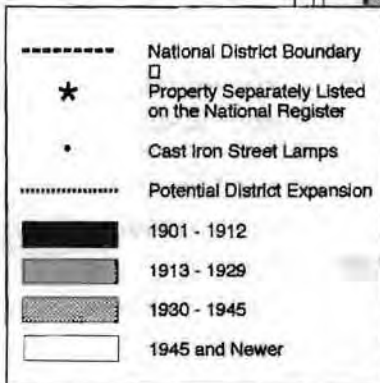 National District Boundary
Property Separately Listed
on the National Register
Cast Iron Street Lamps
Potential District Expansion
1901 - 1912
1913 - 1929
1930 - 1945
1945 and Newer